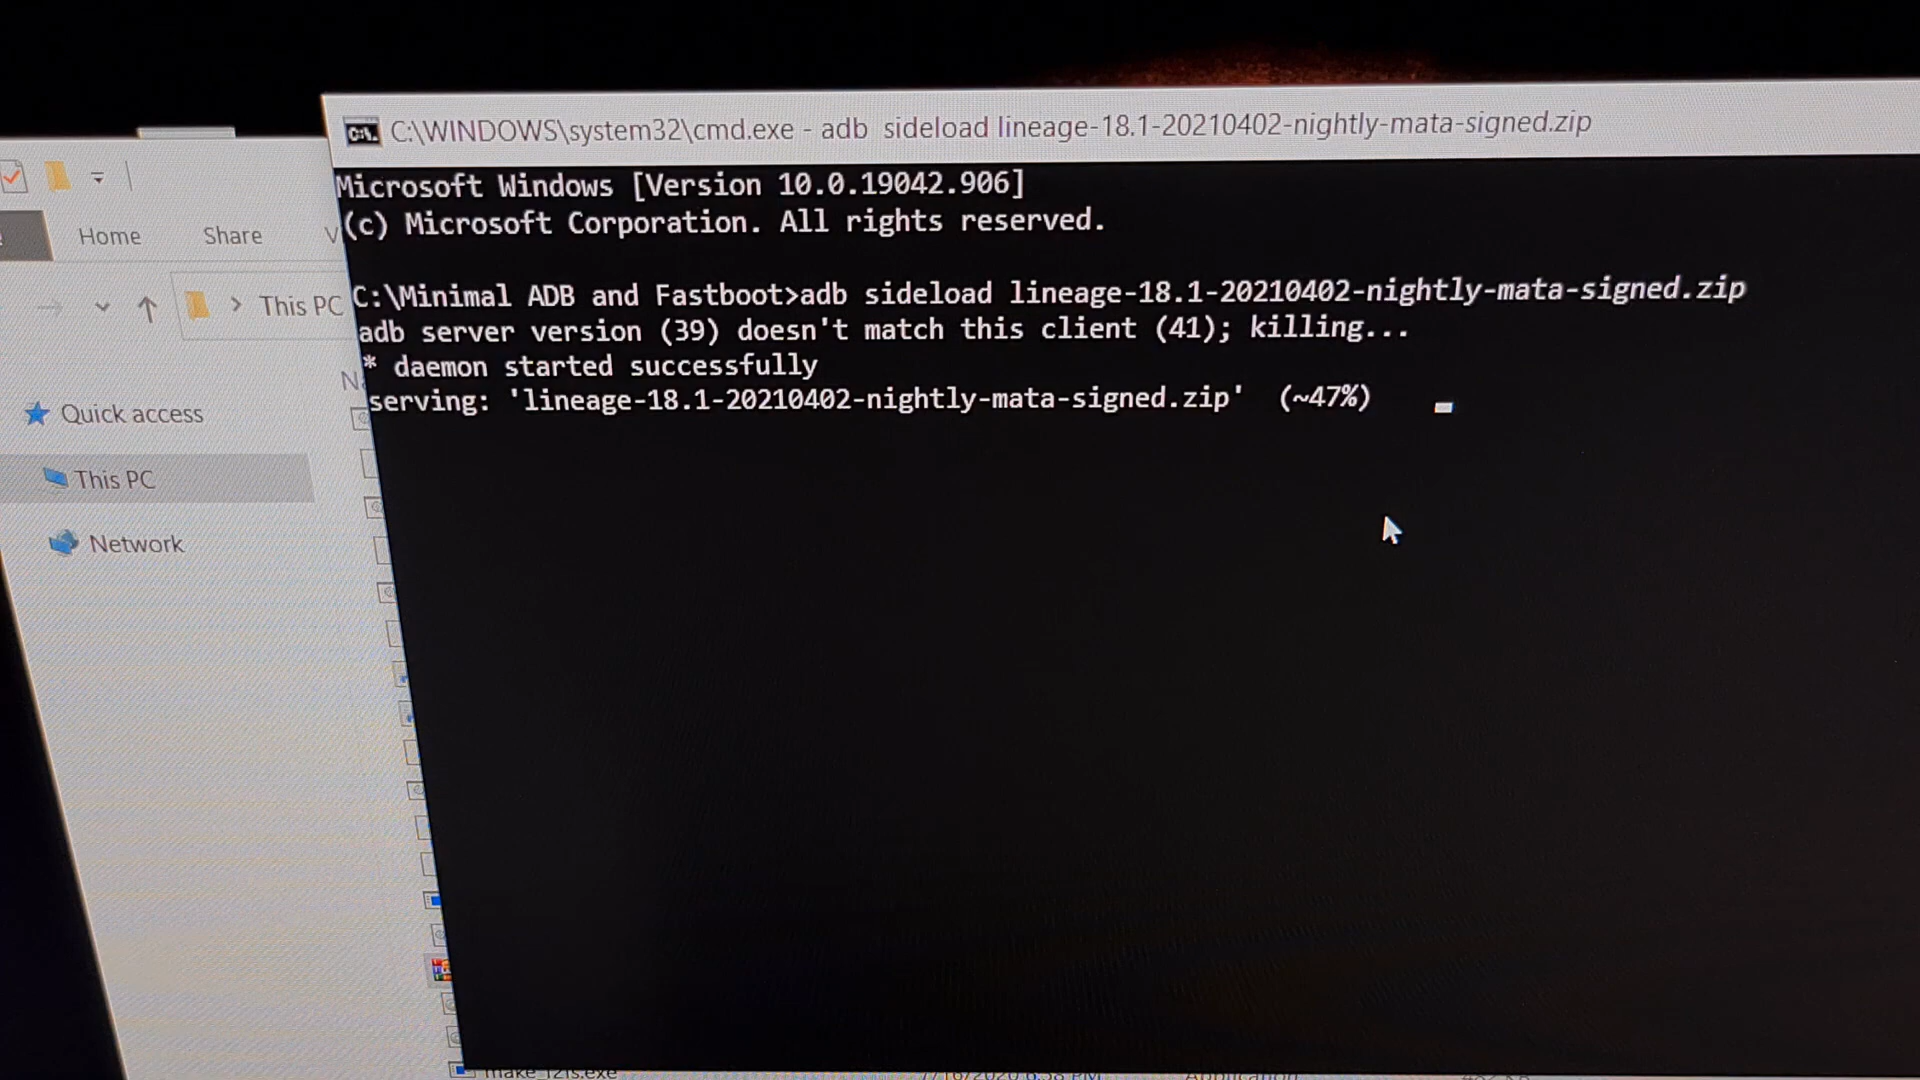 C:\WINDOWS\system32\cmd.exe - adb  sideload lineage-18.1-20210402-nightly-mata-signed.zip
Microsoft Windows [Version 10.0.19042.906]
(c) Microsoft Corporation. All rights reserved.
C:\Minimal ADB and Fastboot>adb sideload lineage-18.1-20210402-nightly-mata-signed.zip
adb server version (39) doesn't match this client (41); killing...
* daemon started successfully
serving: 'lineage-18.1-20210402-nightly-mata-signed.zip'  (~47%)
Home Share
This PC
Quick access
This PC
Network